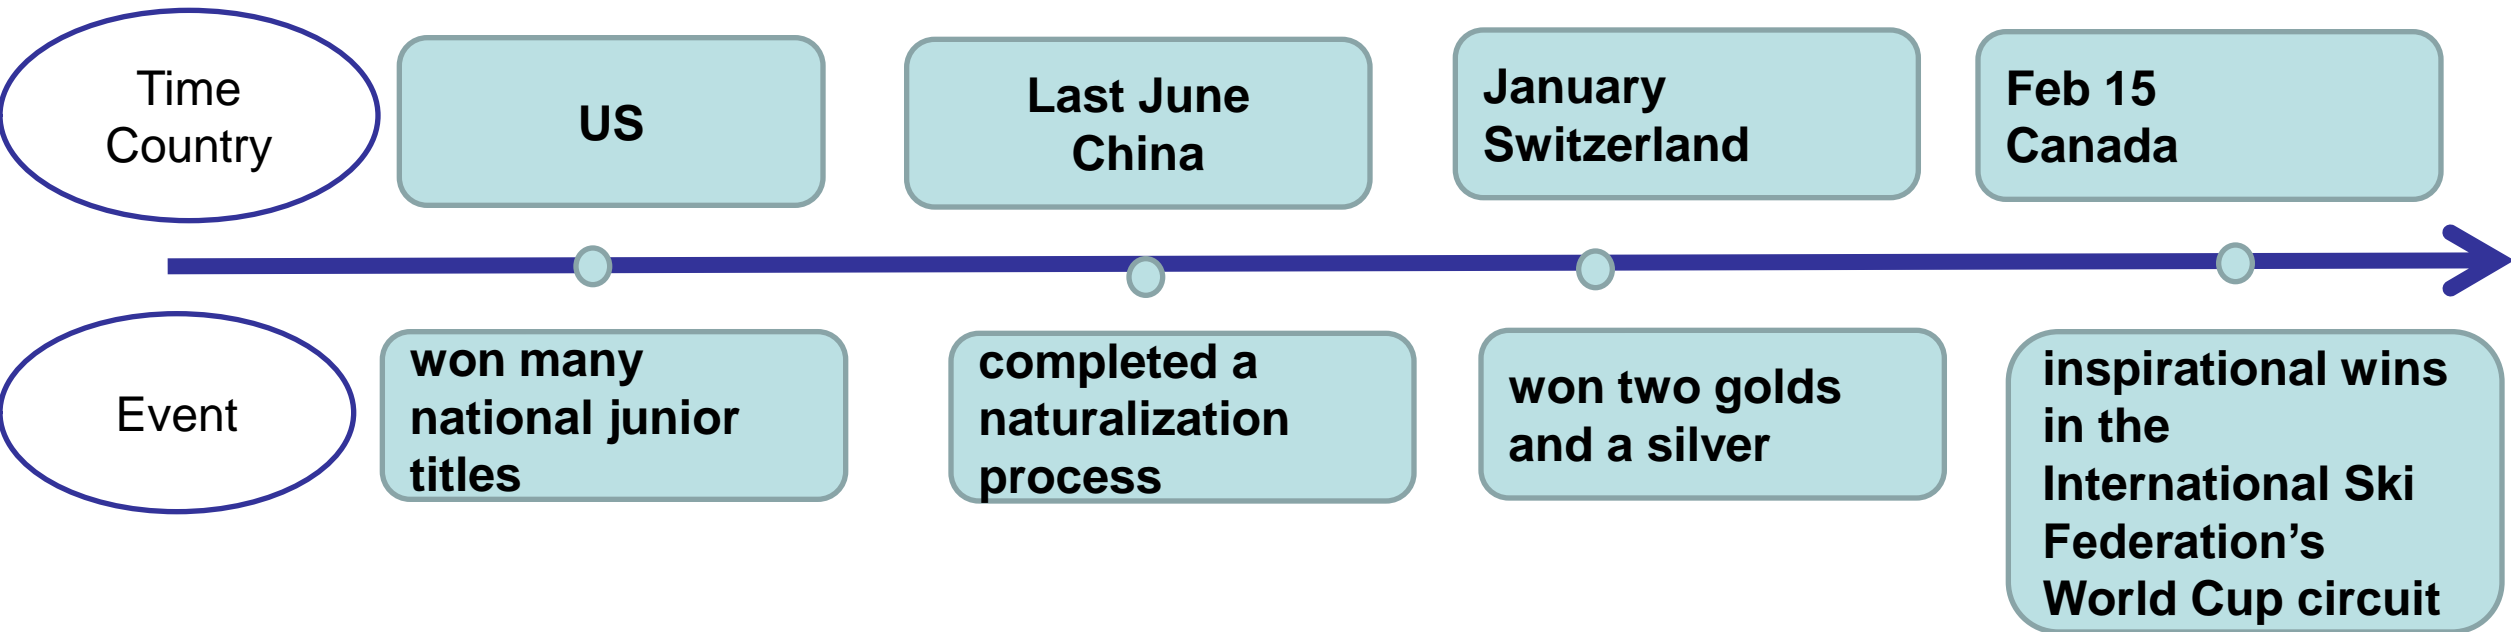 Time
Country
US
Last June
China
January
Switzerland
Feb 15
Canada
Event
won many
national junior
titles
completed a
naturalization
process
won two golds
and a silver
inspirational wins
in the
International Ski
Federation’s
World Cup circuit